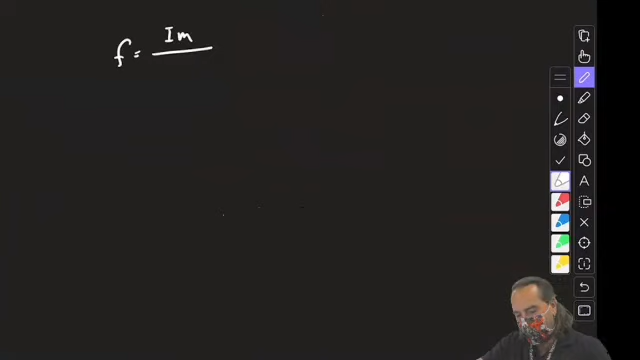 f = Im